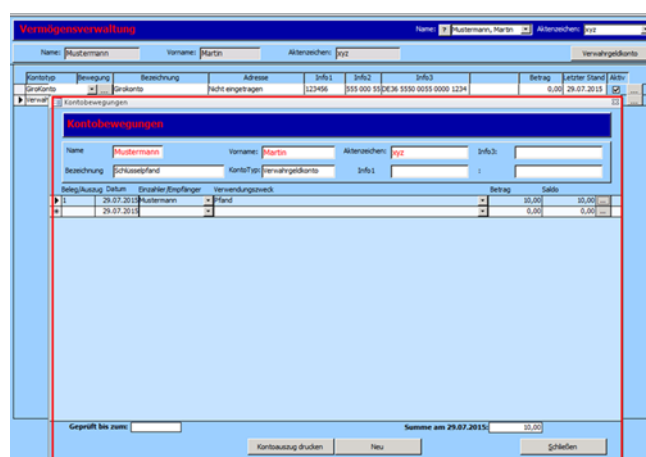 Vermögensverwaltung Name: ? Mustermann, Martin Aktenzeichen: xyz
Name: Mustermann Vorname: Martin Aktenzeichen: xyz Verwahrgeldkonto
Kontotyp Bewegung Bezeichnung Adresse Info1 Info2 Info3 Betrag Letzter Stand Aktiv
GiroKonto ... Girokonto Nicht eingetragen 123456 555 000 55 DE36 5550 0055 0000 1234 0,00 29.07.2015 ...
Verwah
Kontobewegungen
Kontobewegungen
Name Mustermann Vorname: Martin Aktenzeichen: xyz Info3:
Bezeichnung Schlüsselpfand KontoTyp: Verwahrgeldkonto Info1 :
Beleg/Auszug Datum Einzahler/Empfänger Verwendungszweck Betrag Saldo
1 29.07.2015 Mustermann Pfand 10,00 10,00 ...
29.07.2015 0,00 0,00 ...
Geprüft bis zum: Summe am 29.07.2015: 10,00
Kontoauszug drucken Neu Schließen